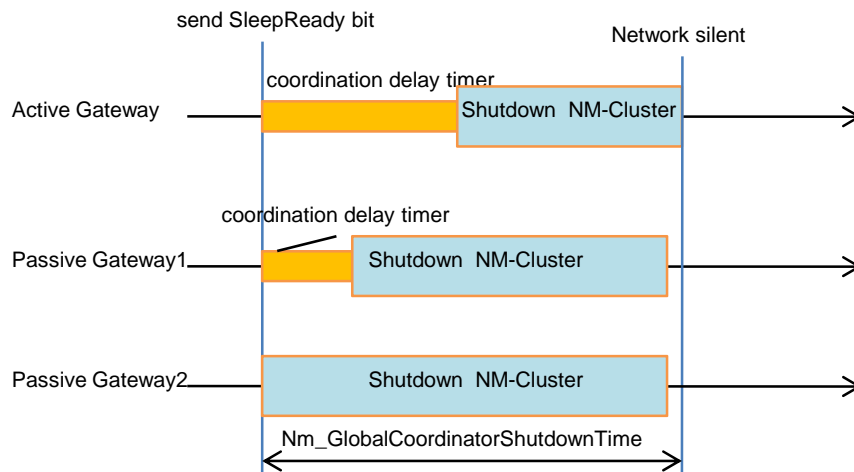 send SleepReady bit
Network silent
coordination delay timer
Active Gateway
Shutdown NM-Cluster
coordination delay timer
Passive Gateway1
Shutdown NM-Cluster
Passive Gateway2
Shutdown NM-Cluster
Nm_GlobalCoordinatorShutdownTime